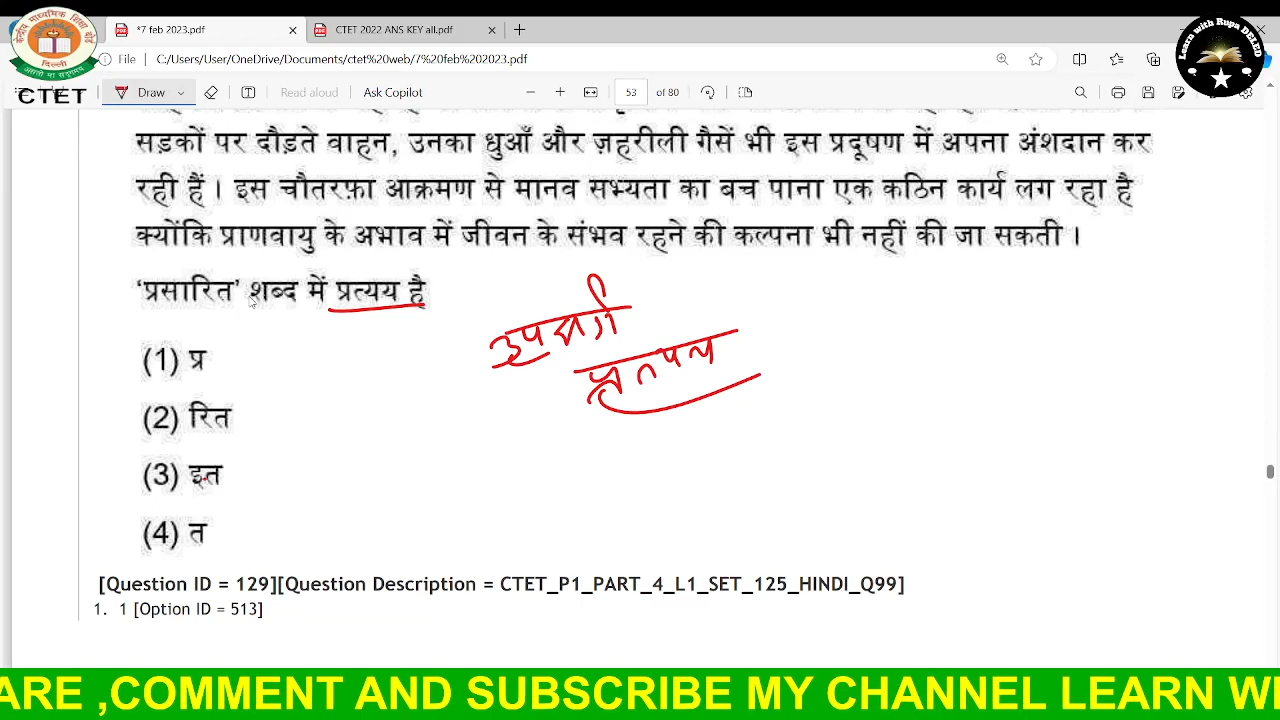 *7 feb 2023.pdf
CTET 2022 ANS KEY all.pdf
File
C:/Users/User/OneDrive/Documents/ctet%20web/7%20feb%202023.pdf
CTET
Draw
Read aloud
Ask Copilot
53 of 80
Learn with Rupa DELED
सड़कों पर दौड़ते वाहन, उनका धुआँ और ज़हरीली गैसें भी इस प्रदूषण में अपना अंशदान कर
रही हैं। इस चौतरफ़ा आक्रमण से मानव सभ्यता का बच पाना एक कठिन कार्य लग रहा है
क्योंकि प्राणवायु के अभाव में जीवन के संभव रहने की कल्पना भी नहीं की जा सकती।
'प्रसारित' शब्द में प्रत्यय है
उपसर्ग
(1) प्र
(2) रित
(3) इत
(4) त
[Question ID = 129][Question Description = CTET_P1_PART_4_L1_SET_125_HINDI_Q99]
1. 1 [Option ID = 513]
ARE ,COMMENT AND SUBSCRIBE MY CHANNEL LEARN WI